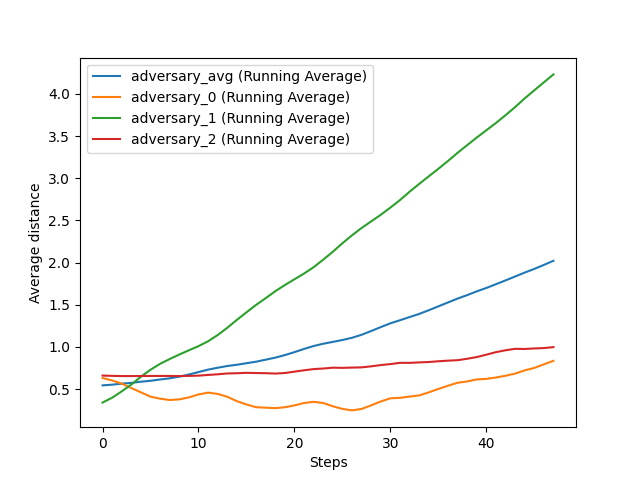 adversary_avg (Running Average)
adversary_0 (Running Average)
adversary_1 (Running Average)
adversary_2 (Running Average)
4.0
3.5
3.0
2.5
2.0
1.5
1.0
0.5
Average distance
0 10 20 30 40
Steps